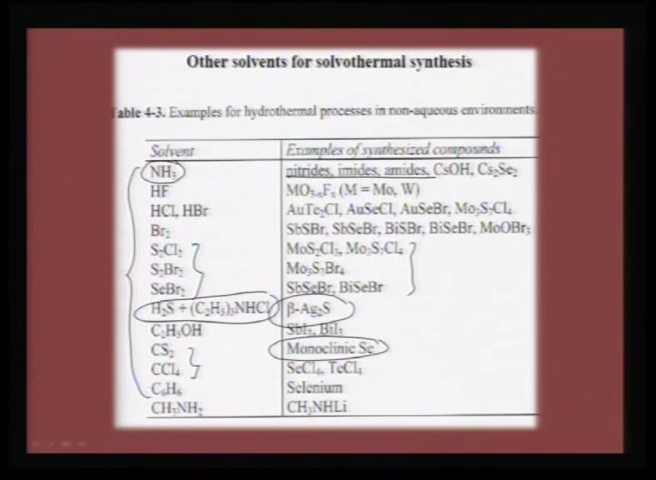 Other solvents for solvothermal synthesis
Table 4-3. Examples for hydrothermal processes in non-aqueous environments.
Solvent Examples of synthesized compounds
NH₃ nitrides, imides, amides, CsOH, Cs₂Se₂
HF MO₃₋ₓFₓ (M = Mo, W)
HCl, HBr AuTe₂Cl, AuSeCl, AuSeBr, Mo₃S₇Cl₄
Br₂ SbSBr, SbSeBr, BiSBr, BiSeBr, MoOBr₃
S₂Cl₂ MoS₂Cl₃, Mo₃S₇Cl₄
S₂Br₂ Mo₃S₇Br₄
SeBr₂ SbSeBr, BiSeBr
H₂S + (C₂H₅)₃NHCl β-Ag₂S
C₂H₅OH SbI₃, BiI₃
CS₂ Monoclinic Se
CCl₄ SeCl₄, TeCl₄
C₆H₆ Selenium
CH₃NH₂ CH₃NHLi